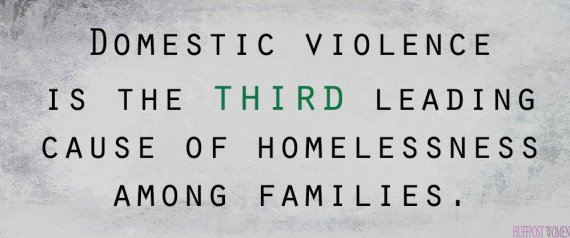 DOMESTIC VIOLENCE
IS THE THIRD LEADING
CAUSE OF HOMELESSNESS
AMONG FAMILIES.
HUFFPOST WOMEN